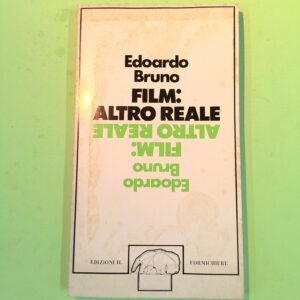 Edoardo
Bruno
FILM:
ALTRO REALE
ALTRO REALE
FILM:
Bruno
Edoardo
EDIZIONI IL FORMICHIERE